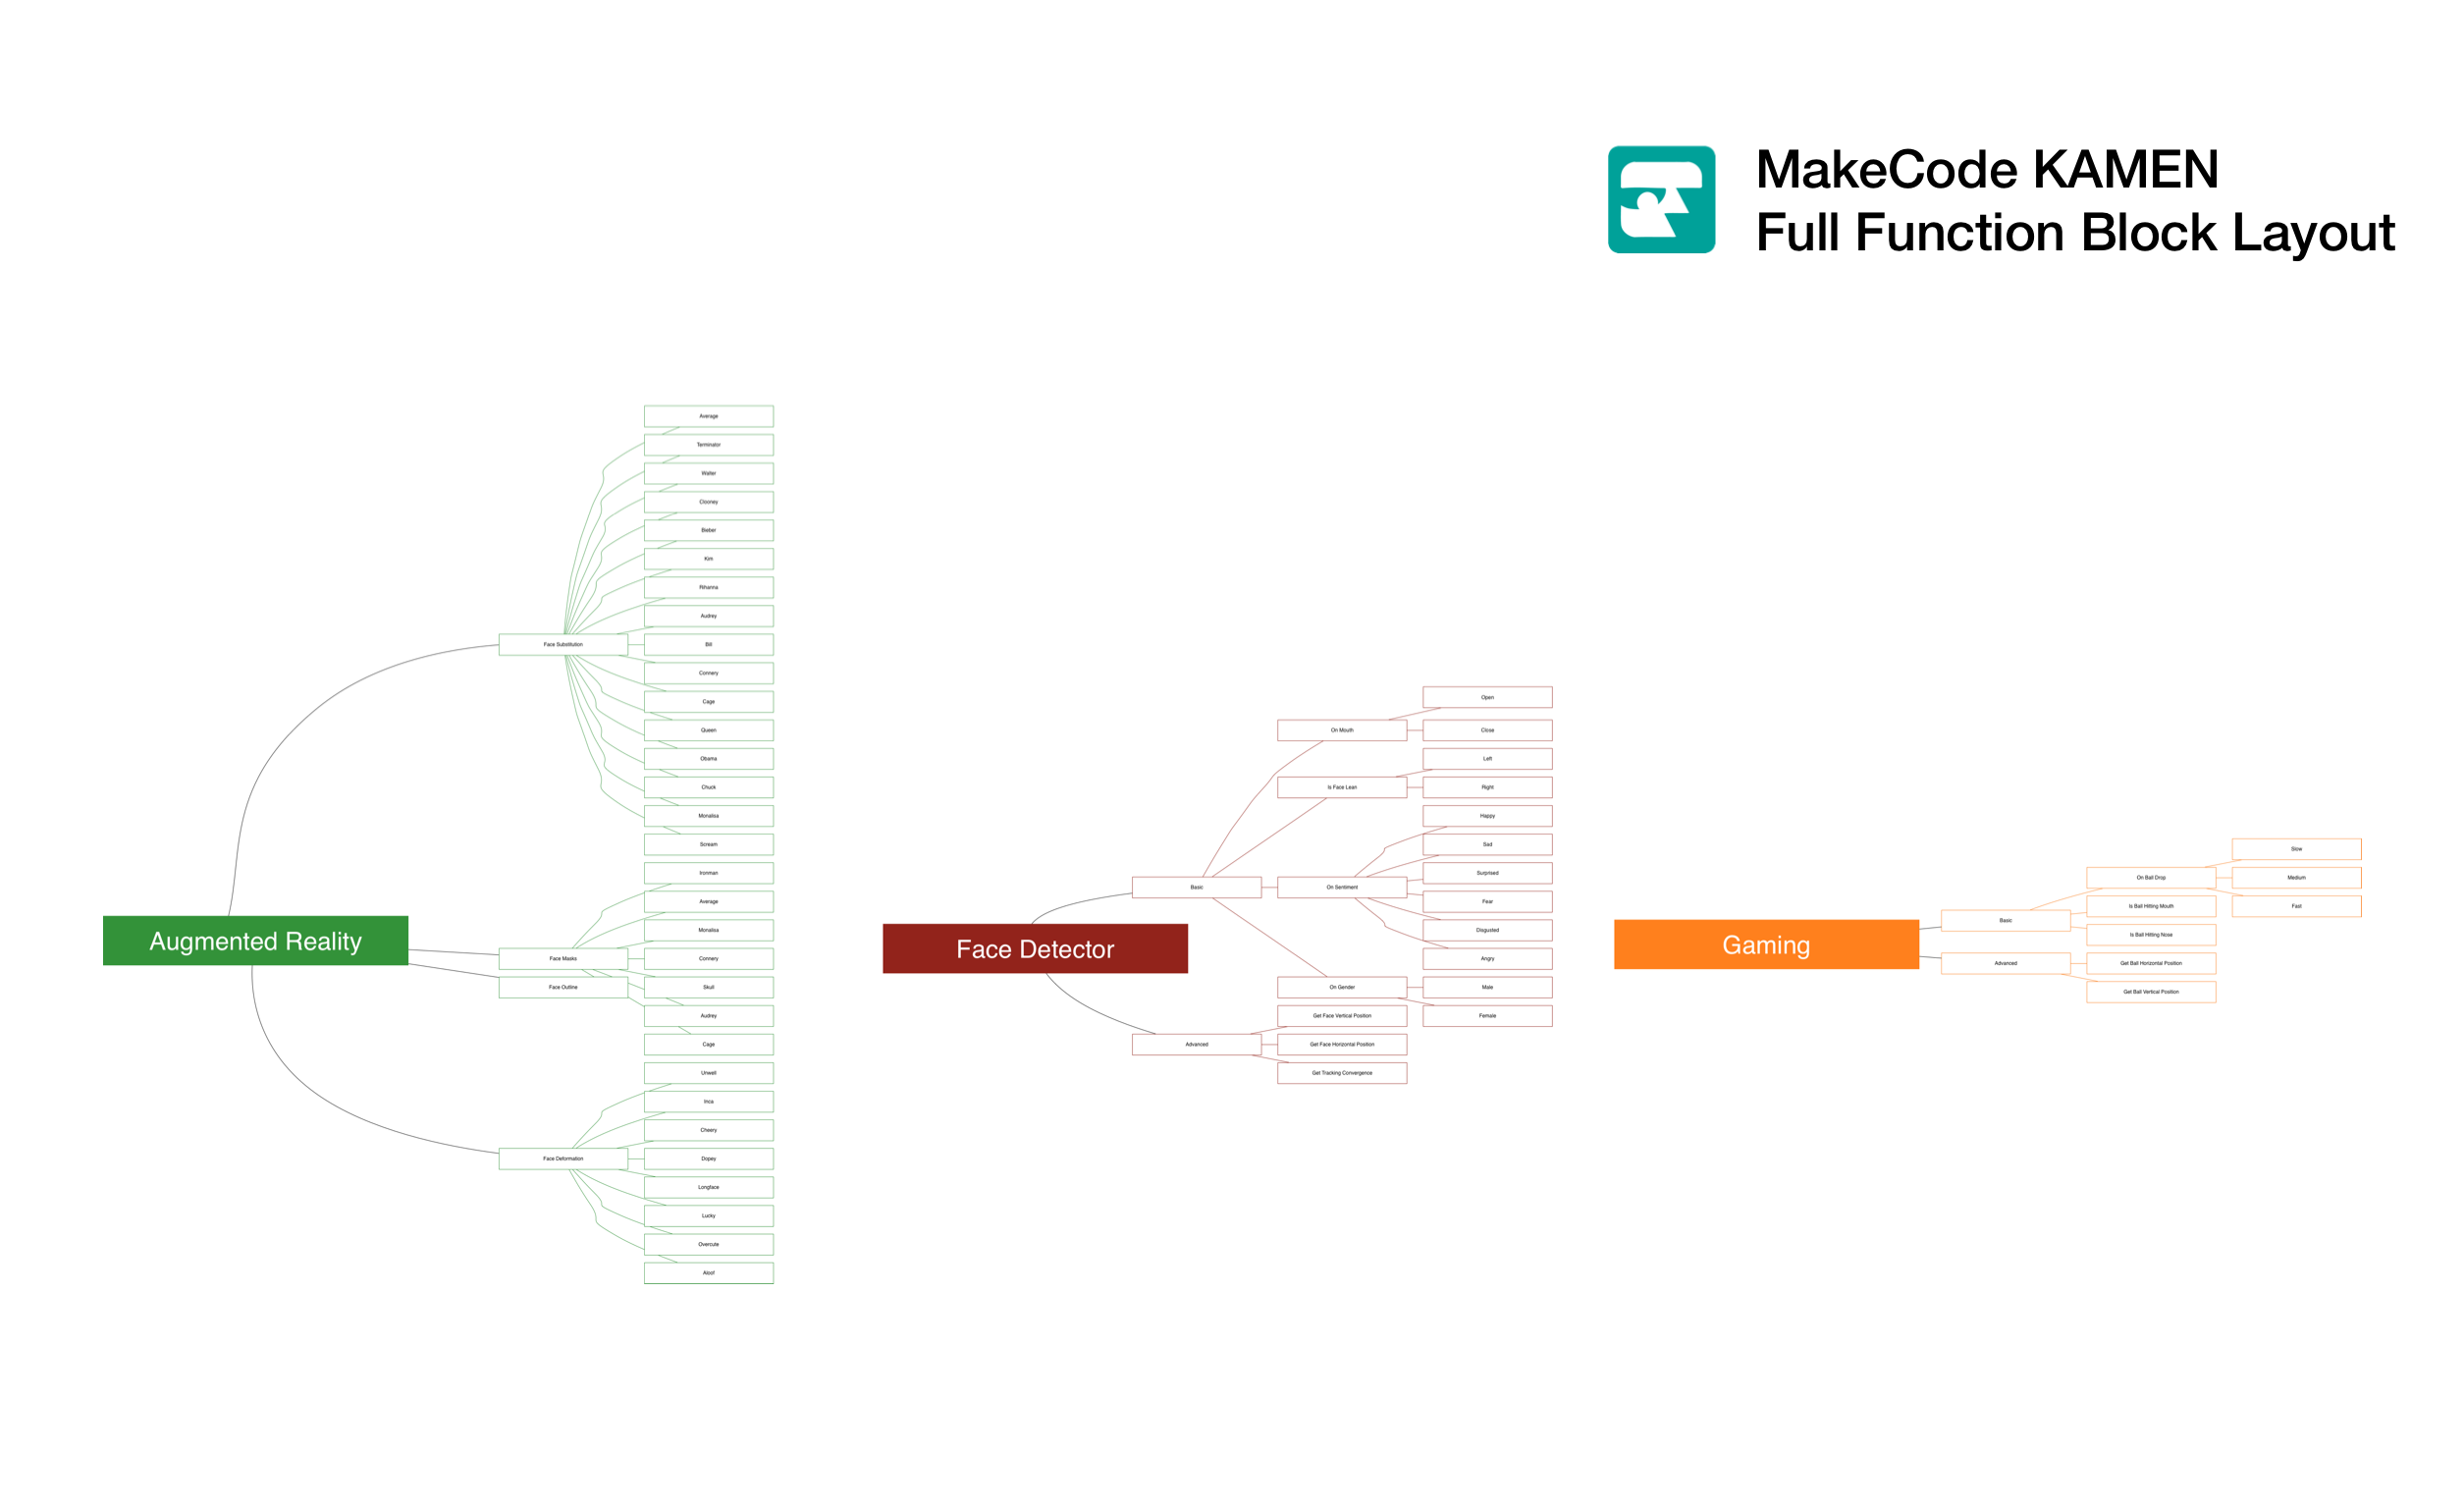 MakeCode KAMEN
Full Function Block Layout
Augmented Reality
Face Substitution
Average
Terminator
Walter
Clooney
Bieber
Kim
Rihanna
Audrey
Bill
Connery
Cage
Queen
Obama
Chuck
Monalisa
Scream
Face Masks
Face Outline
Ironman
Average
Monalisa
Connery
Skull
Audrey
Cage
Face Deformation
Unwell
Inca
Cheery
Dopey
Longface
Lucky
Overcute
Aloof
Face Detector
Basic
On Mouth
Open
Close
Is Face Lean
Left
Right
On Sentiment
Happy
Sad
Surprised
Fear
Disgusted
Angry
On Gender
Male
Female
Advanced
Get Face Vertical Position
Get Face Horizontal Position
Get Tracking Convergence
Gaming
Basic
On Ball Drop
Slow
Medium
Fast
Is Ball Hitting Mouth
Is Ball Hitting Nose
Advanced
Get Ball Horizontal Position
Get Ball Vertical Position